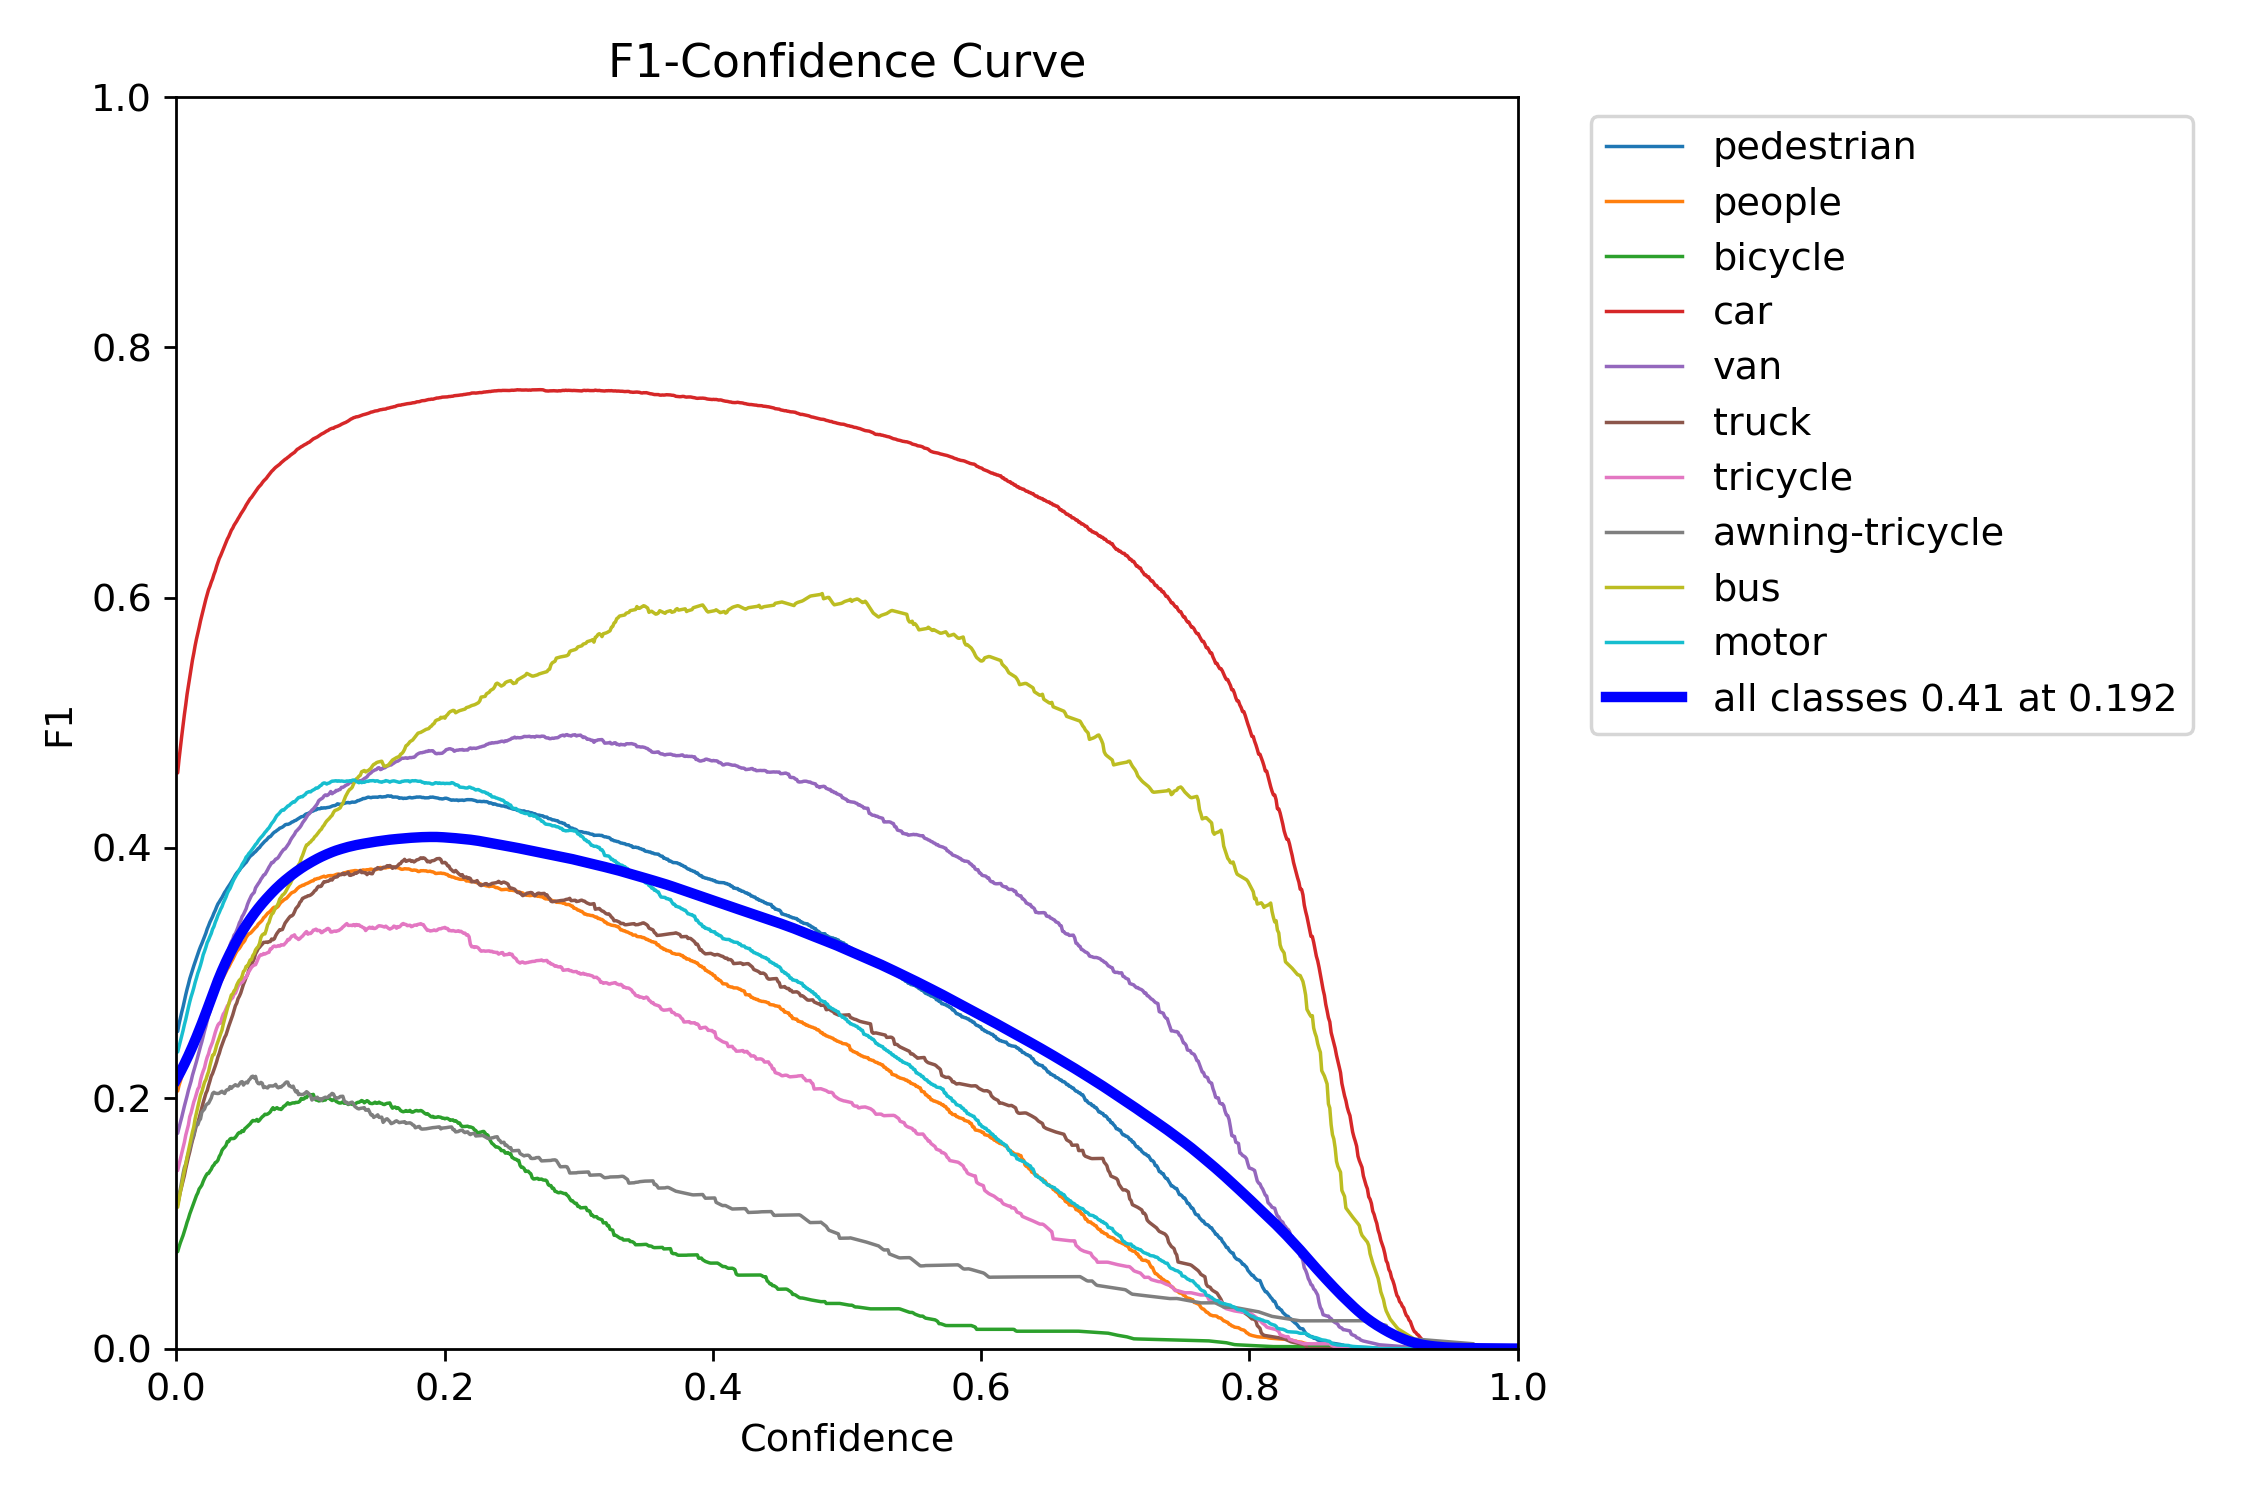 F1-Confidence Curve
1.0
0.8
0.6
0.4
0.2
0.0
F1
0.0 0.2 0.4 0.6 0.8 1.0
Confidence
pedestrian
people
bicycle
car
van
truck
tricycle
awning-tricycle
bus
motor
all classes 0.41 at 0.192